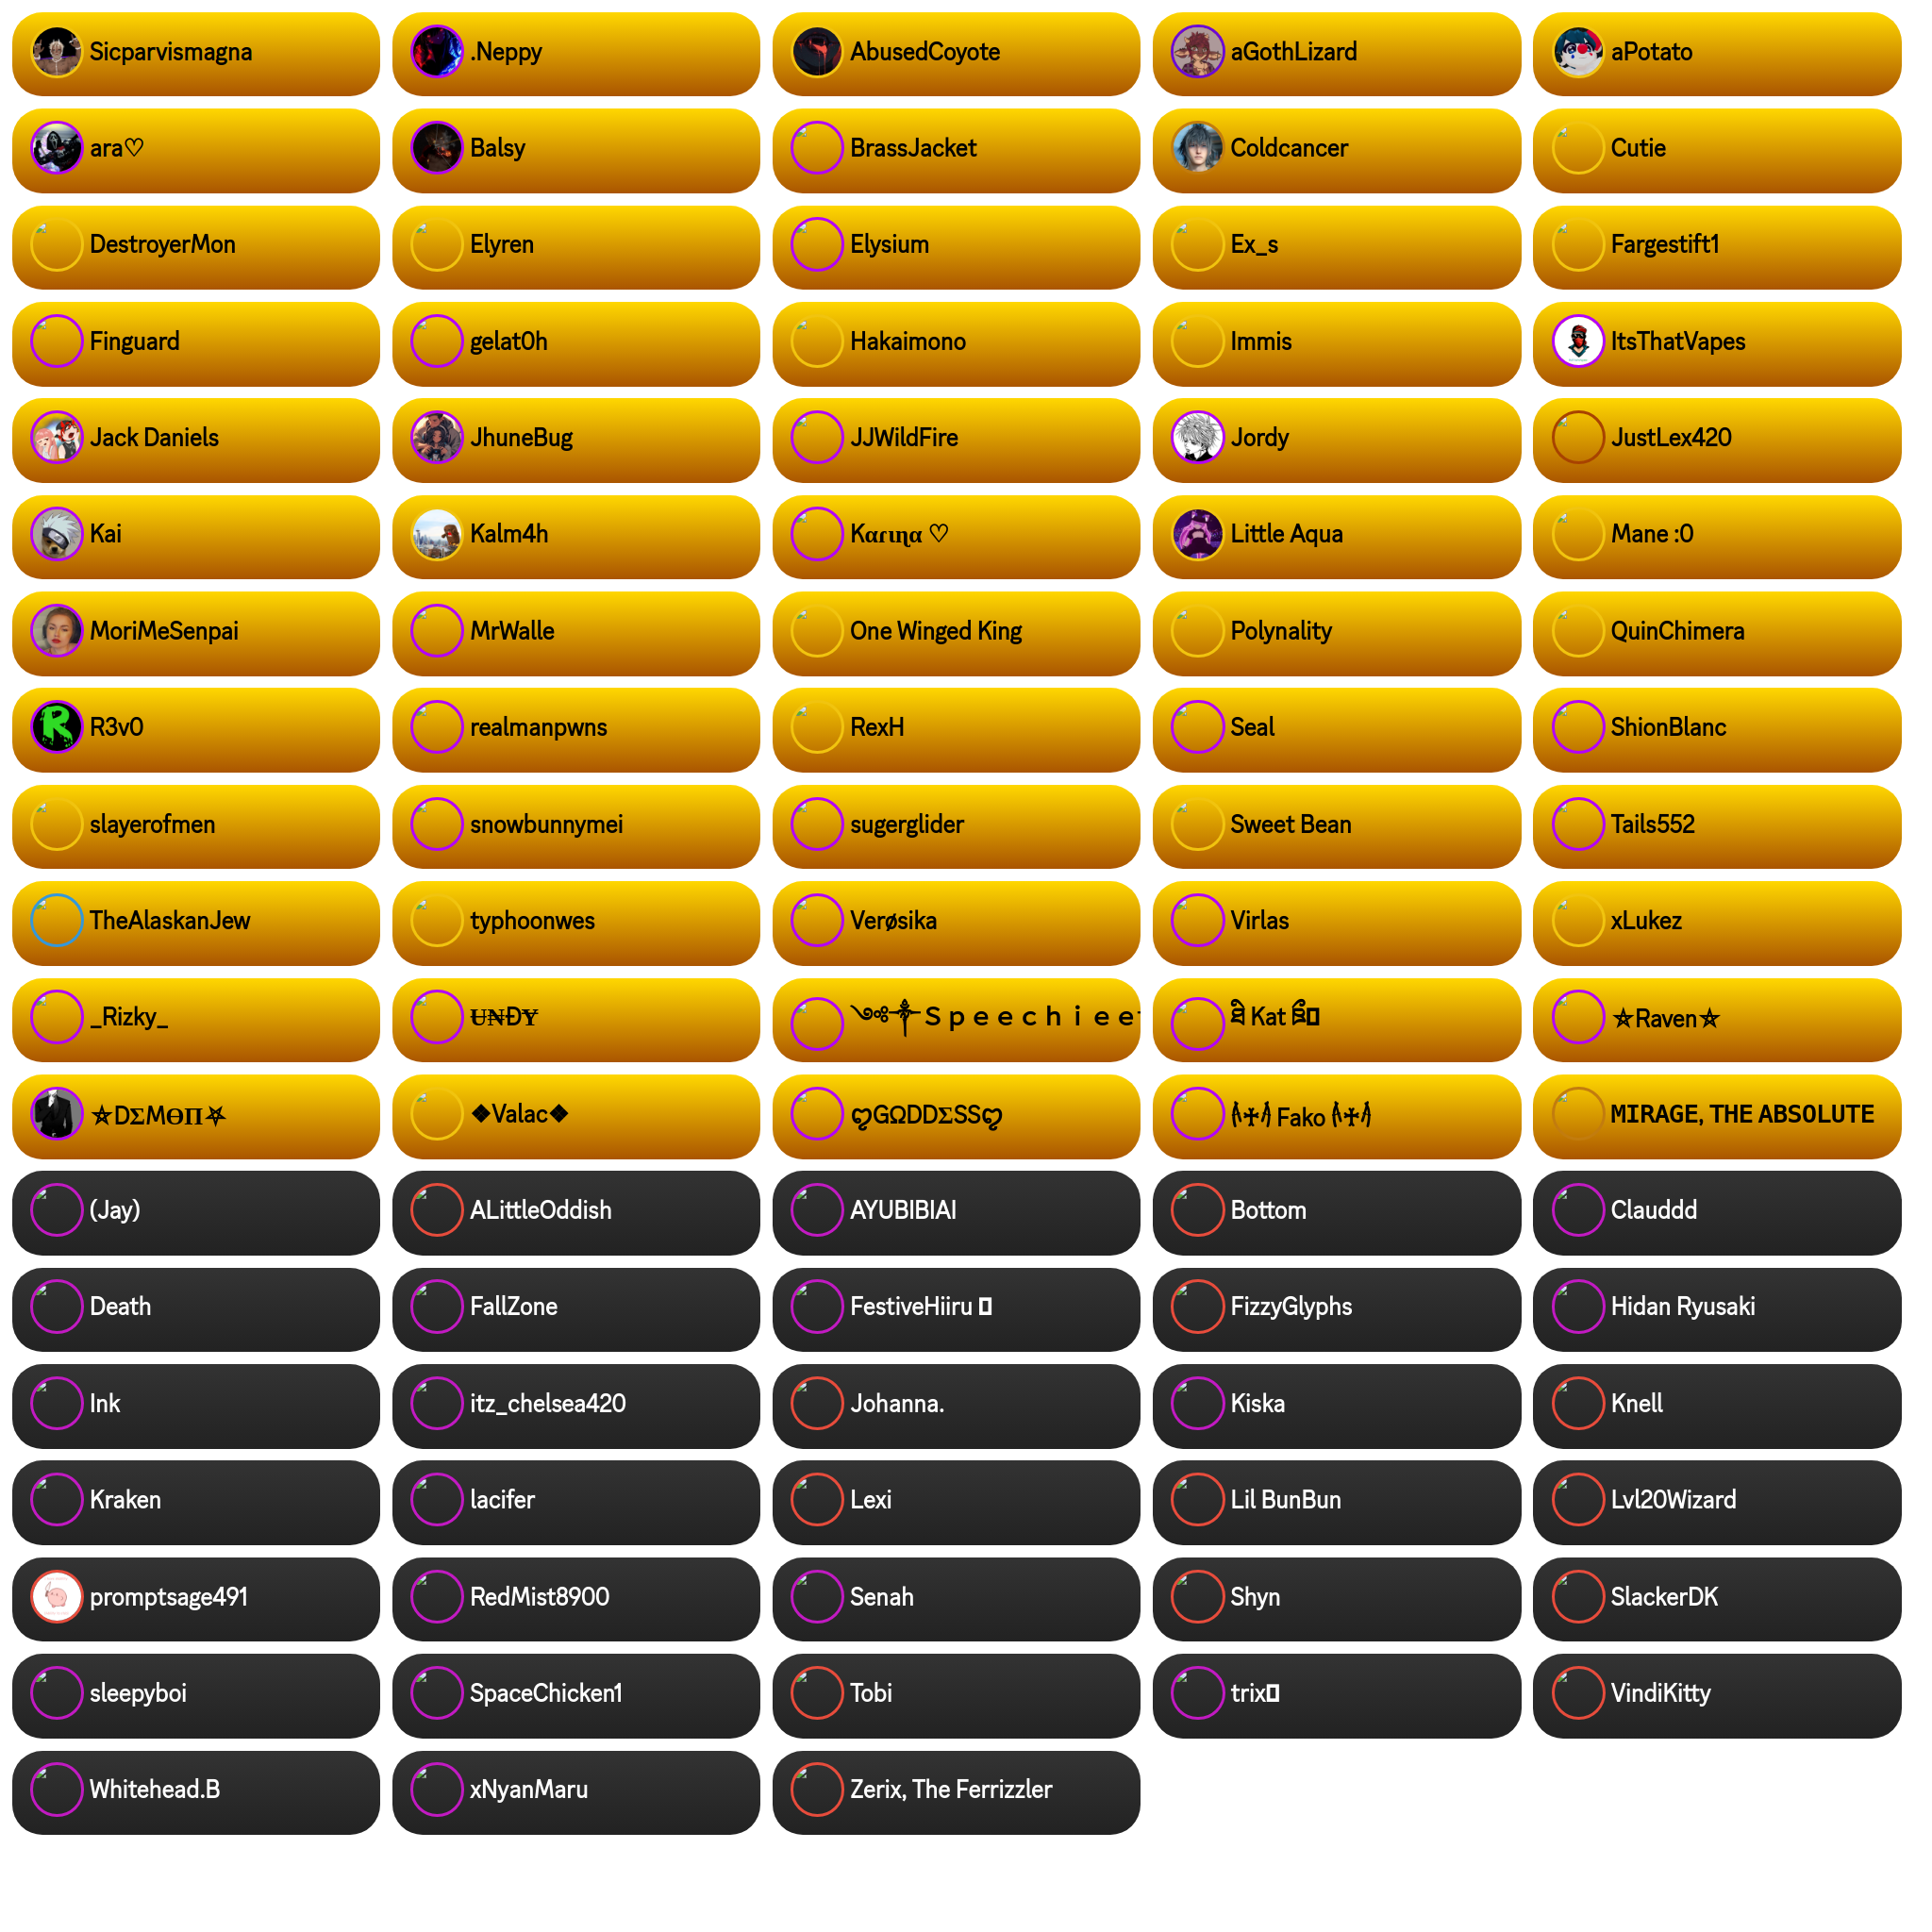 Sicparvismagna
.Neppy
AbusedCoyote
aGothLizard
aPotato
ara♡
Balsy
BrassJacket
Coldcancer
Cutie
DestroyerMon
Elyren
Elysium
Ex_s
Fargestift1
Finguard
gelat0h
Hakaimono
Immis
ItsThatVapes
Jack Daniels
JhuneBug
JJWildFire
Jordy
JustLex420
Kai
Kalm4h
Kαɾιɳα ♡
Little Aqua
Mane :0
MoriMeSenpai
MrWalle
One Winged King
Polynality
QuinChimera
R3v0
realmanpwns
RexH
Seal
ShionBlanc
slayerofmen
snowbunnymei
sugerglider
Sweet Bean
Tails552
TheAlaskanJew
typhoonwes
Verøsika
Virlas
xLukez
_Rizky_
ᵾ₦ĐɎ
༺༒Ｓｐｅｅｃｈｉｅｅ
Kat
⛤Raven⛤
⛤DΣMӨΠ⛧
❖Valac❖
ღGΩDDΣSSღ
Fako
MIRAGE, THE ABSOLUTE
(Jay)
ALittleOddish
AYUBIBIAI
Bottom
Clauddd
Death
FallZone
FestiveHiiru
FizzyGlyphs
Hidan Ryusaki
Ink
itz_chelsea420
Johanna.
Kiska
Knell
Kraken
lacifer
Lexi
Lil BunBun
Lvl20Wizard
promptsage491
RedMist8900
Senah
Shyn
SlackerDK
sleepyboi
SpaceChicken1
Tobi
trix
VindiKitty
Whitehead.B
xNyanMaru
Zerix, The Ferrizzler